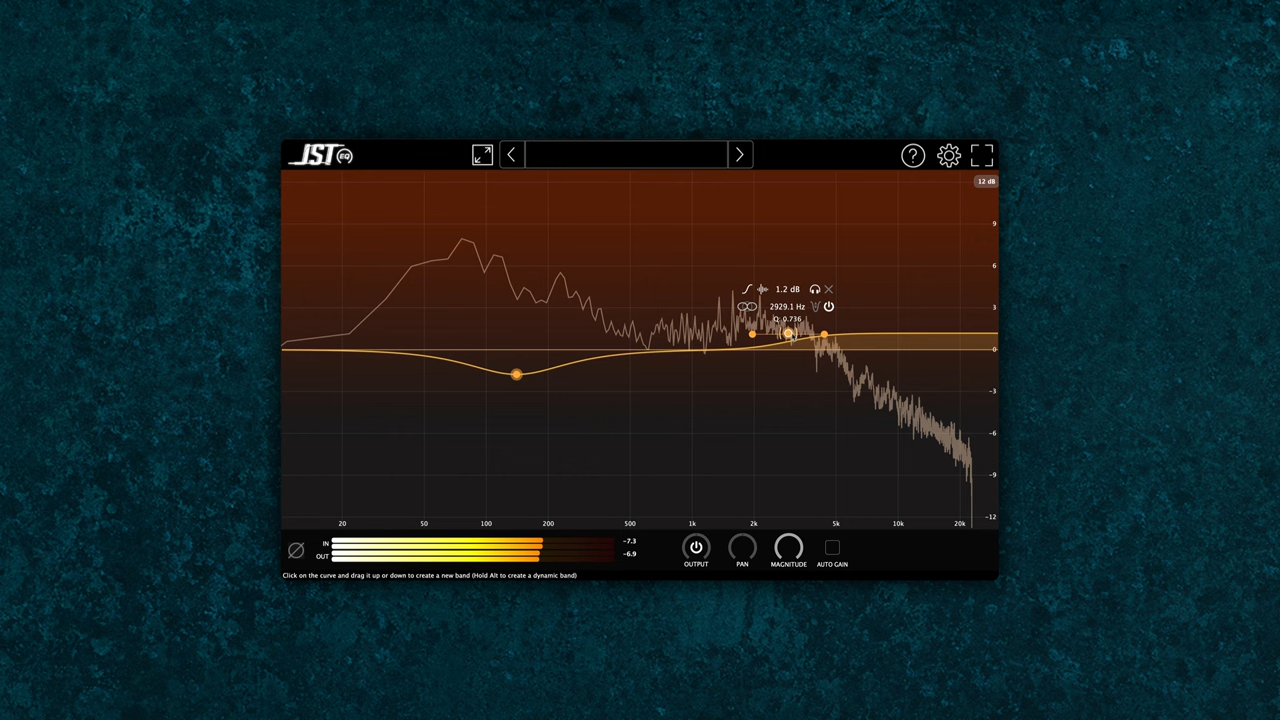 JST EQ
?
12 dB
9
6
1.2 dB
2929.1 Hz
3
Q: 0.736
0
-3
-6
-9
-12
20 50 100 200 500 1k 2k 5k 10k 20k
IN -7.3
OUT -6.9
OUTPUT PAN MAGNITUDE AUTO GAIN
Click on the curve and drag it up or down to create a new band (Hold Alt to create a dynamic band)